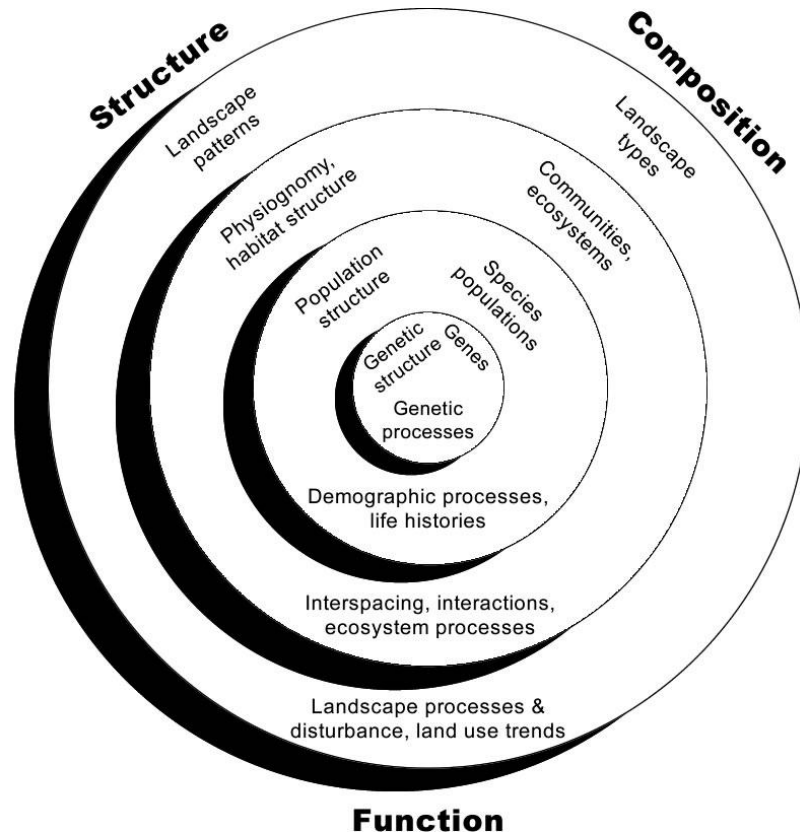 Structure
Composition
Landscape
patterns
Landscape
types
Physiognomy,
habitat structure
Communities,
ecosystems
Population
structure
Species
populations
Genetic
structure
Genes
Genetic
processes
Demographic processes,
life histories
Interspacing, interactions,
ecosystem processes
Landscape processes &
disturbance, land use trends
Function